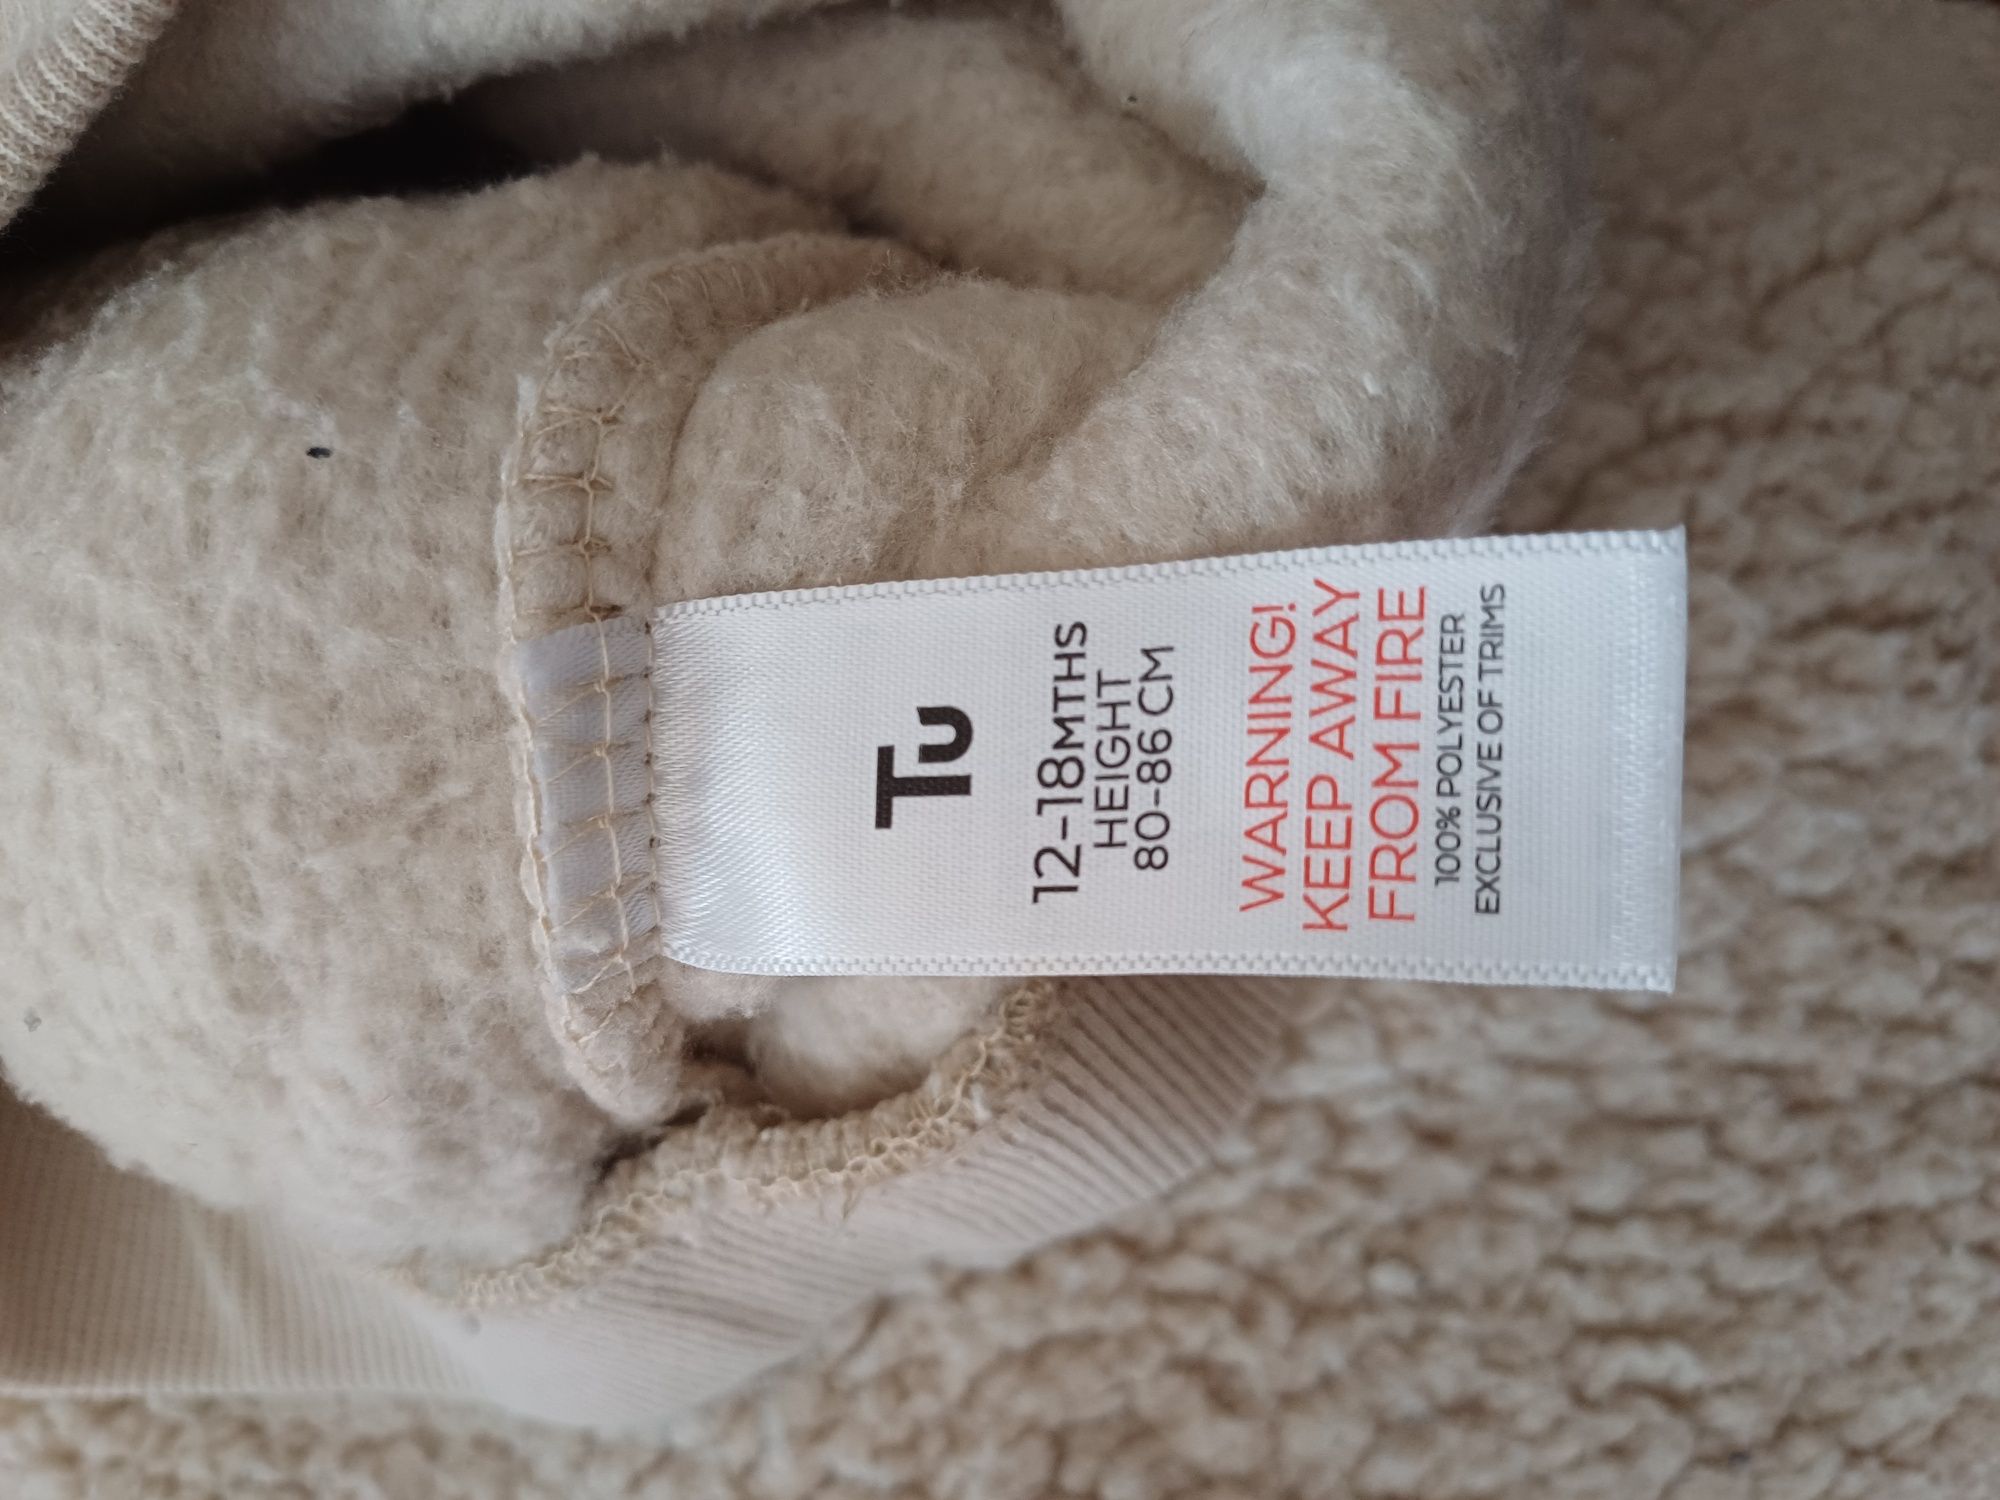 Tu
12-18MTHS
HEIGHT
80-86 CM
WARNING!
KEEP AWAY
FROM FIRE
100% POLYESTER
EXCLUSIVE OF TRIMS